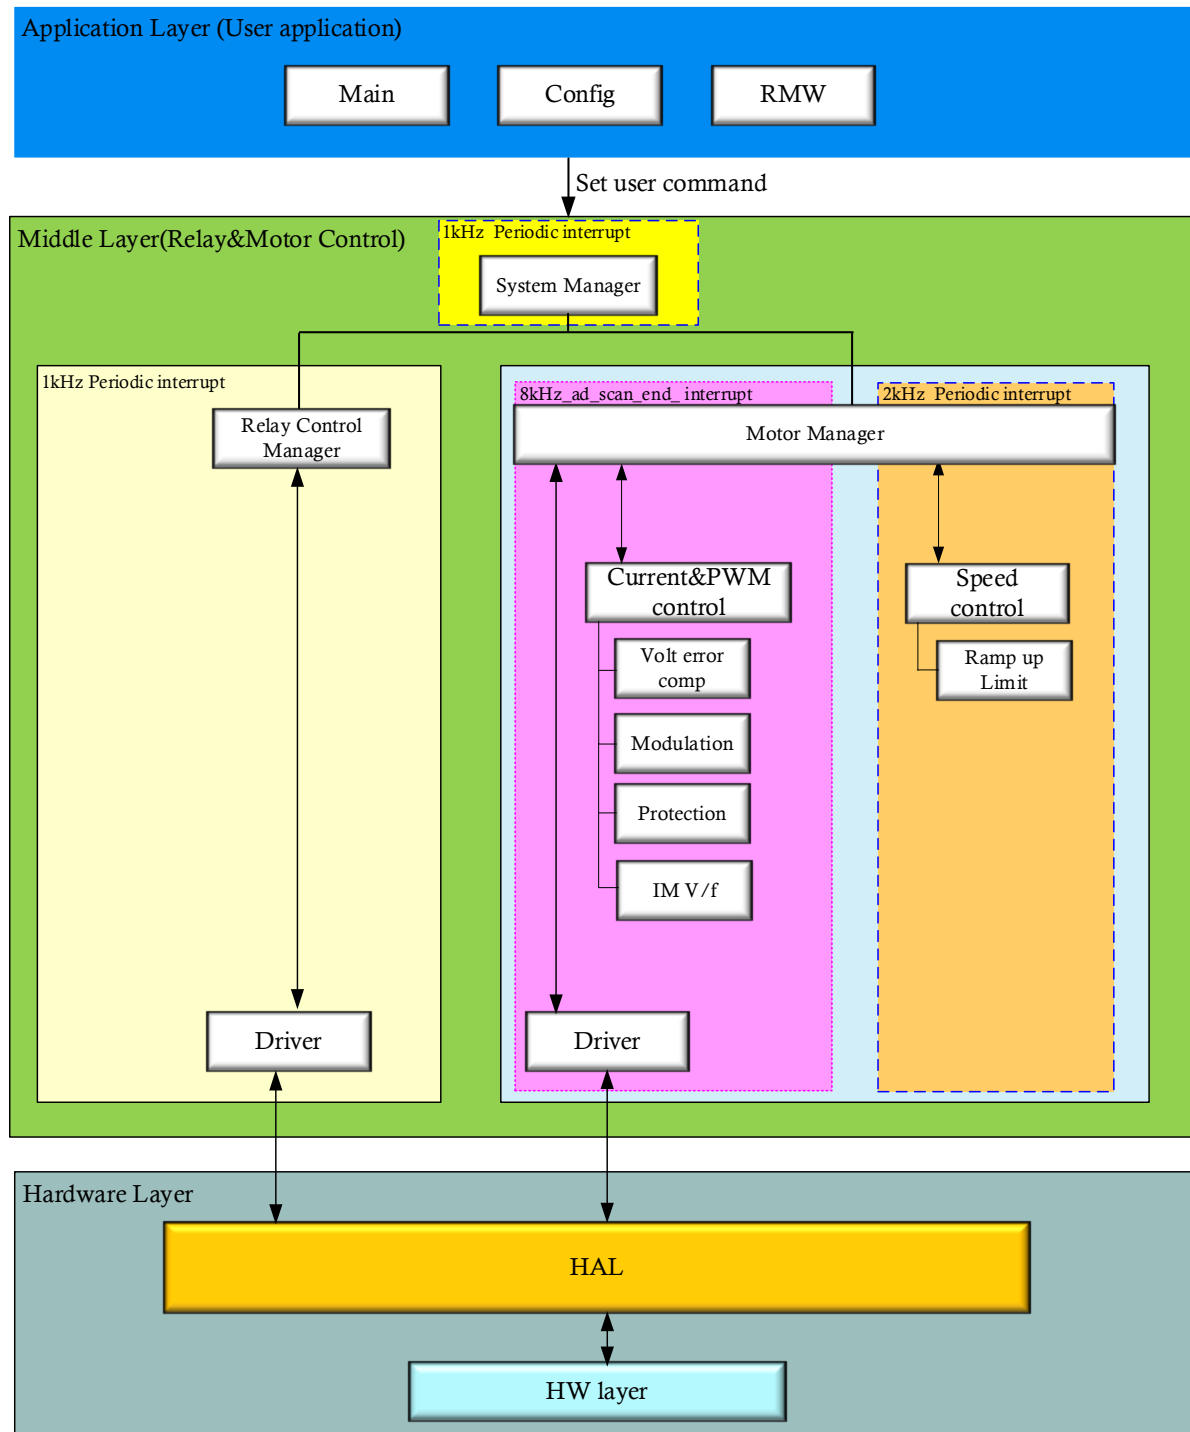 Application Layer (User application)
Main
Config
RMW
Set user command
Middle Layer(Relay&Motor Control)
1kHz Periodic interrupt
System Manager
1kHz Periodic interrupt
Relay Control
Manager
8kHz_ad_scan_end_ interrupt
2kHz Periodic interrupt
Motor Manager
Current&PWM
control
Speed
control
Volt error
comp
Ramp up
Limit
Modulation
Protection
IM V/f
Driver
Driver
Hardware Layer
HAL
HW layer